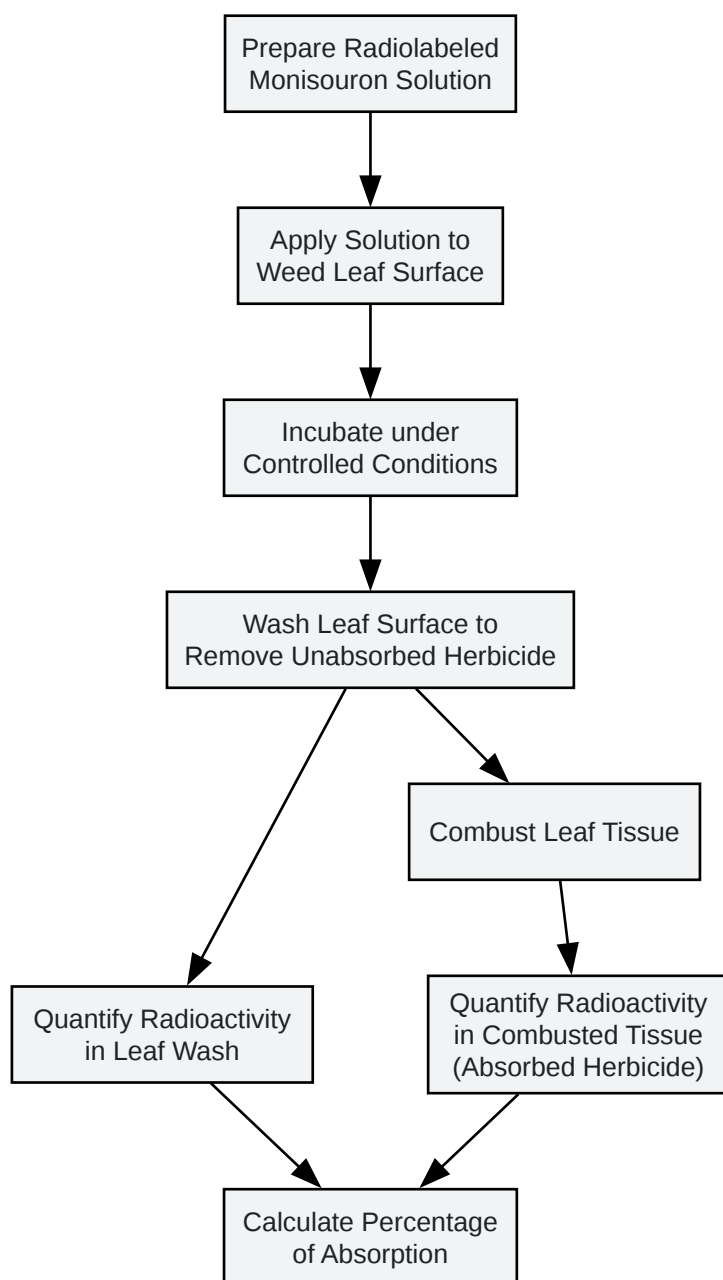 Prepare Radiolabeled
Monisouron Solution
Apply Solution to
Weed Leaf Surface
Incubate under
Controlled Conditions
Wash Leaf Surface to
Remove Unabsorbed Herbicide
Combust Leaf Tissue
Quantify Radioactivity
in Leaf Wash
Quantify Radioactivity
in Combusted Tissue
(Absorbed Herbicide)
Calculate Percentage
of Absorption